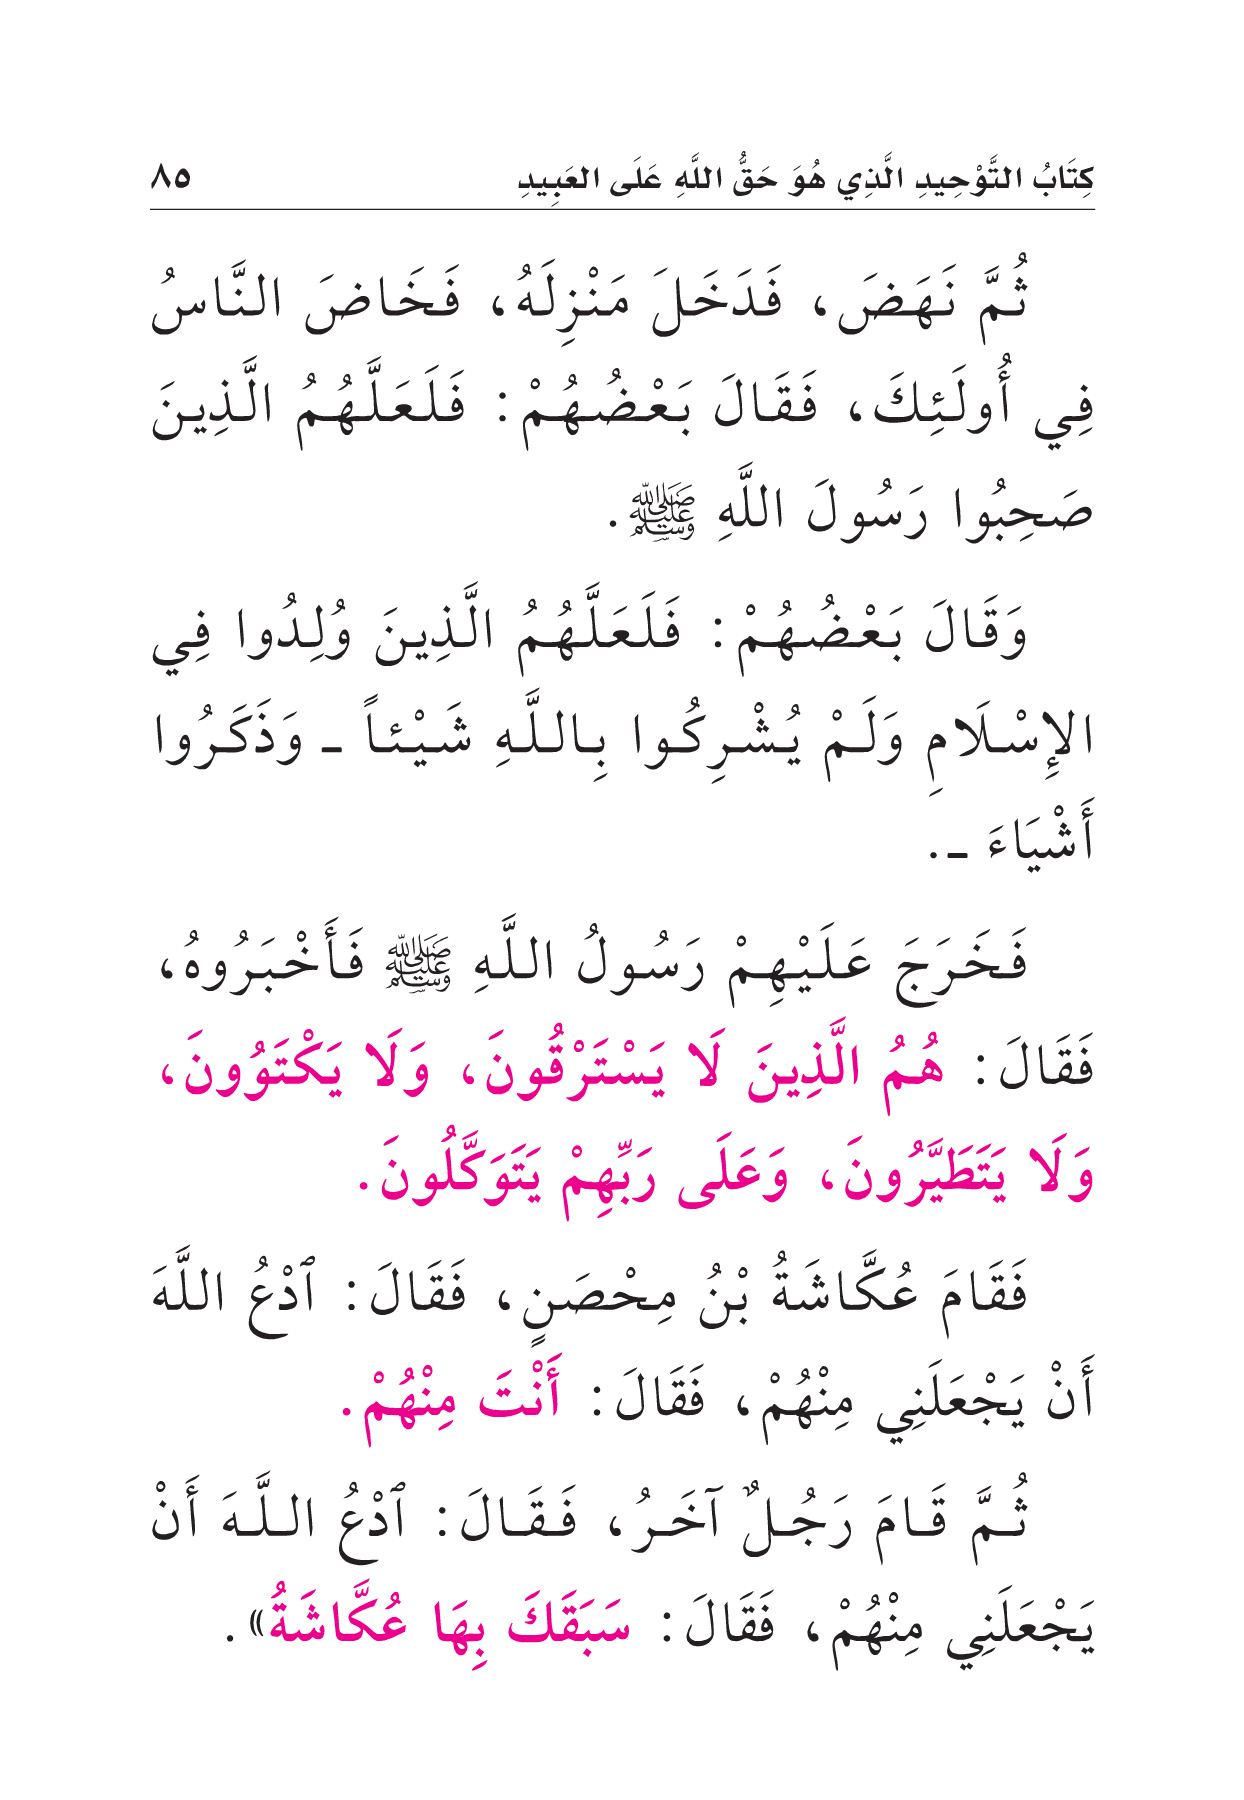 كِتَابُ التَّوْحِيدِ الَّذِي هُوَ حَقُّ اللَّهِ عَلَى العَبِيدِ ٨٥
ثُمَّ نَهَضَ، فَدَخَلَ مَنْزِلَهُ، فَخَاضَ النَّاسُ
فِي أُولَئِكَ، فَقَالَ بَعْضُهُمْ: فَلَعَلَّهُمُ الَّذِينَ
صَحِبُوا رَسُولَ اللَّهِ ﷺ.
وَقَالَ بَعْضُهُمْ: فَلَعَلَّهُمُ الَّذِينَ وُلِدُوا فِي
الإِسْلَامِ وَلَمْ يُشْرِكُوا بِاللَّهِ شَيْئاً ـ وَذَكَرُوا
أَشْيَاءَ ـ.
فَخَرَجَ عَلَيْهِمْ رَسُولُ اللَّهِ ﷺ فَأَخْبَرُوهُ،
فَقَالَ: هُمُ الَّذِينَ لَا يَسْتَرْقُونَ، وَلَا يَكْتَوُونَ،
وَلَا يَتَطَيَّرُونَ، وَعَلَى رَبِّهِمْ يَتَوَكَّلُونَ.
فَقَامَ عُكَّاشَةُ بْنُ مِحْصَنٍ، فَقَالَ: ٱدْعُ اللَّهَ
أَنْ يَجْعَلَنِي مِنْهُمْ، فَقَالَ: أَنْتَ مِنْهُمْ.
ثُمَّ قَامَ رَجُلٌ آخَرُ، فَقَالَ: ٱدْعُ اللَّهَ أَنْ
يَجْعَلَنِي مِنْهُمْ، فَقَالَ: سَبَقَكَ بِهَا عُكَّاشَةُ».